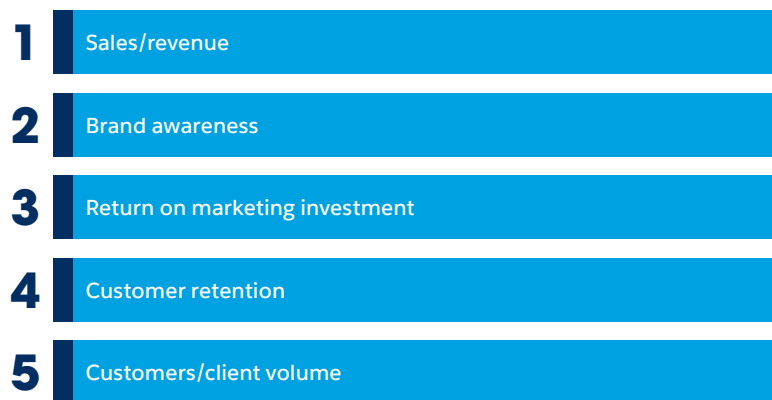 1 Sales/revenue
2 Brand awareness
3 Return on marketing investment
4 Customer retention
5 Customers/client volume